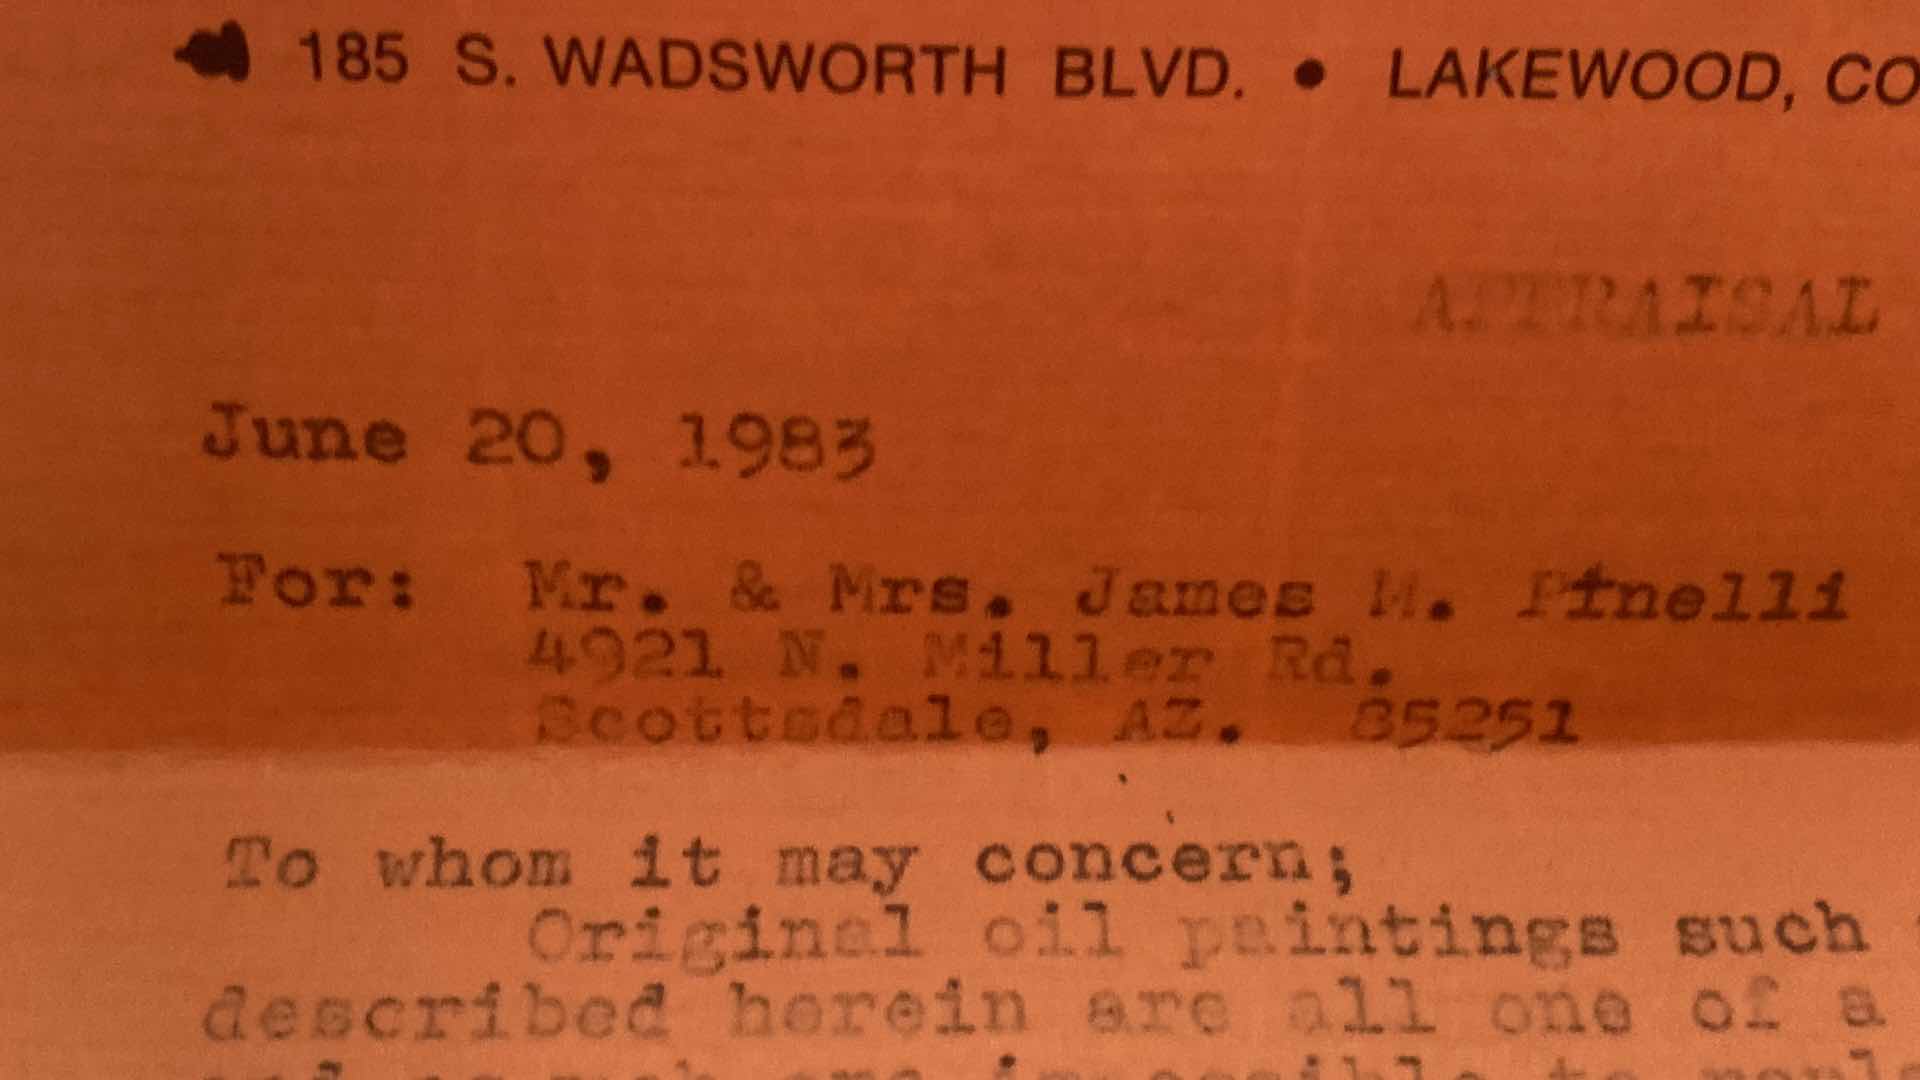 185 S. WADSWORTH BLVD. • LAKEWOOD, CO
APPRAISAL
June 20, 1983
For: Mr. & Mrs. James M. Pinelli
4921 N. Miller Rd.
Scottsdale, AZ. 85251
To whom it may concern;
Original oil paintings such
described herein are all one of a